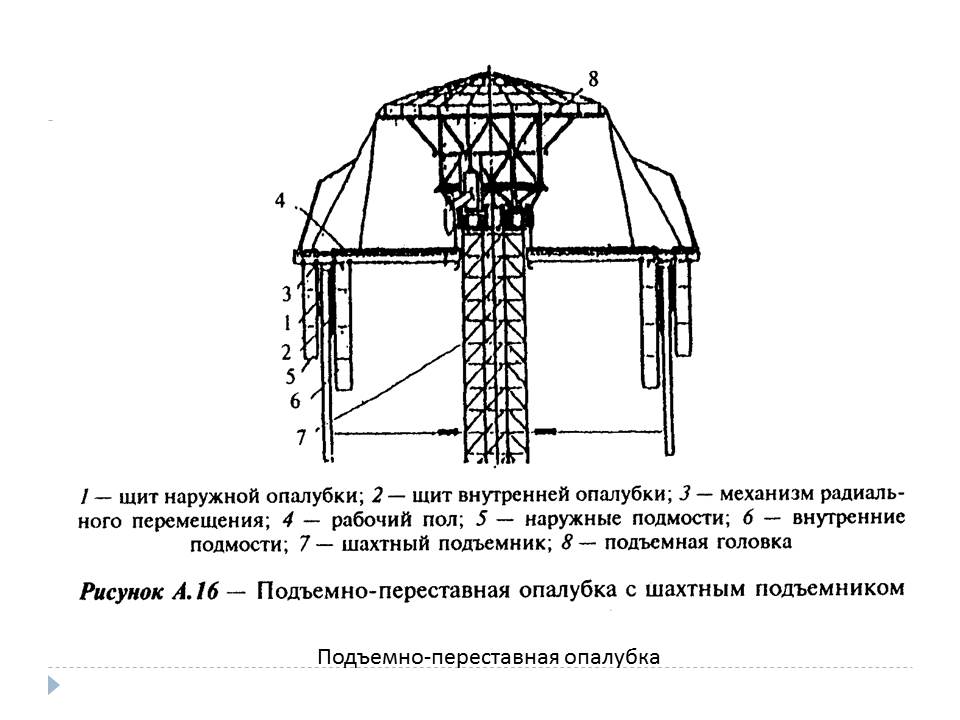 8
4
3
1
2
5
6
7
1 — щит наружной опалубки; 2 — щит внутренней опалубки; 3 — механизм радиаль-
ного перемещения; 4 — рабочий пол; 5 — наружные подмости; 6 — внутренние
подмости; 7 — шахтный подъемник; 8 — подъемная головка
Рисунок А.16 — Подъемно-переставная опалубка с шахтным подъемником
Подъемно-переставная опалубка